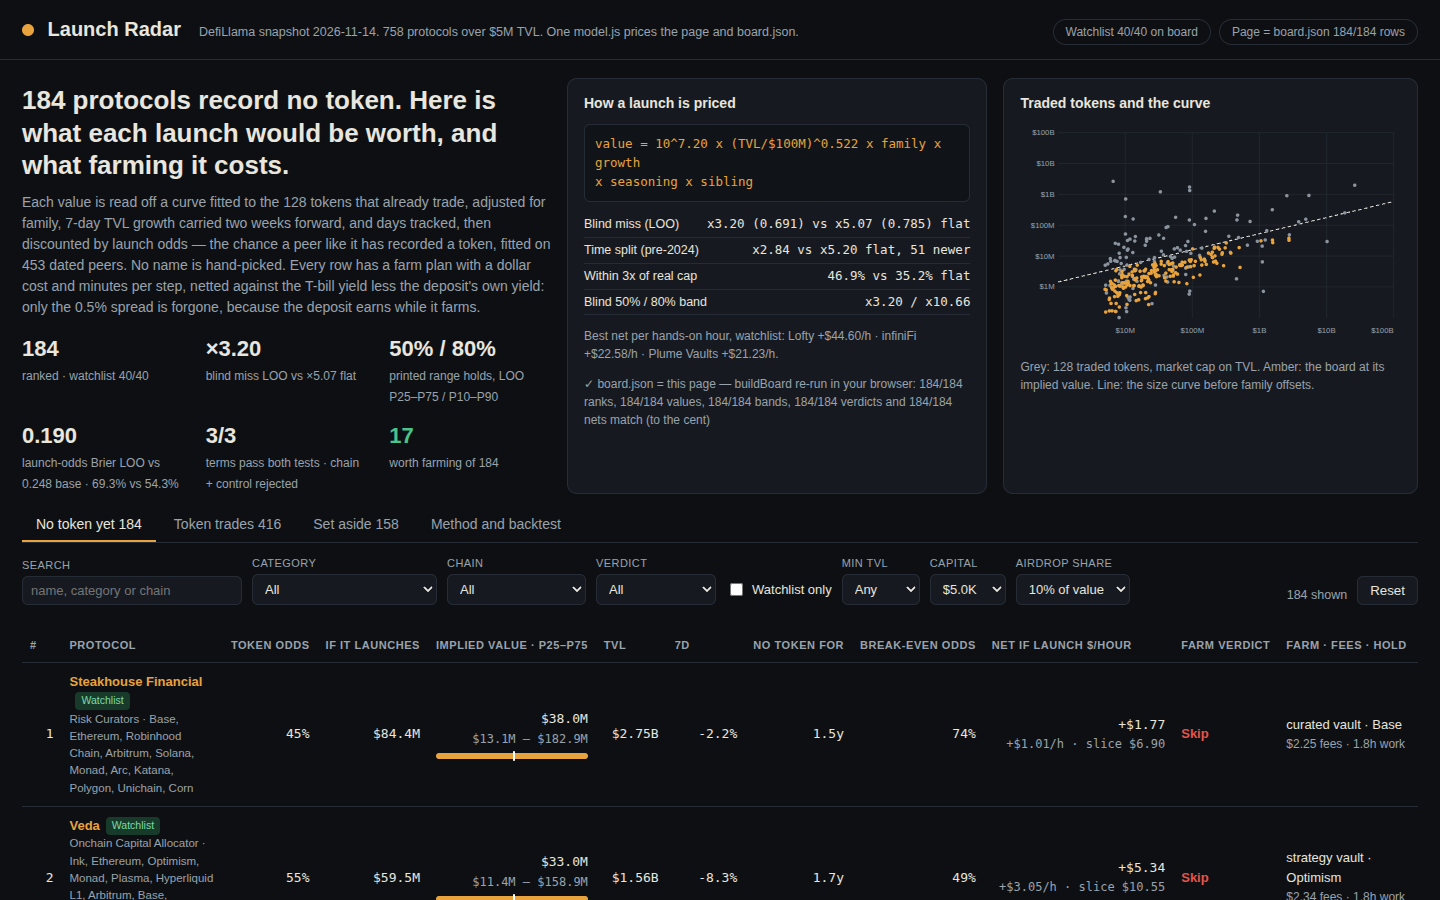 Launch Radar
DefiLlama snapshot 2026-11-14. 758 protocols over $5M TVL. One model.js prices the page and board.json.
Watchlist 40/40 on board
Page = board.json 184/184 rows
184 protocols record no token. Here is
what each launch would be worth, and
what farming it costs.
Each value is read off a curve fitted to the 128 tokens that already trade, adjusted for
family, 7-day TVL growth carried two weeks forward, and days tracked, then
discounted by launch odds — the chance a peer like it has recorded a token, fitted on
453 dated peers. No name is hand-picked. Every row has a farm plan with a dollar
cost and minutes per step, netted against the T-bill yield less the deposit's own yield:
only the 0.5% spread is forgone, because the deposit earns while it farms.
184
ranked · watchlist 40/40
×3.20
blind miss LOO vs ×5.07 flat
50% / 80%
printed range holds, LOO
P25–P75 / P10–P90
0.190
launch-odds Brier LOO vs
0.248 base · 69.3% vs 54.3%
3/3
terms pass both tests · chain
+ control rejected
17
worth farming of 184
How a launch is priced
value = 10^7.20 x (TVL/$100M)^0.522 x family x
growth
x seasoning x sibling
Blind miss (LOO) x3.20 (0.691) vs x5.07 (0.785) flat
Time split (pre-2024) x2.84 vs x5.20 flat, 51 newer
Within 3x of real cap 46.9% vs 35.2% flat
Blind 50% / 80% band x3.20 / x10.66
Best net per hands-on hour, watchlist: Lofty +$44.60/h · infiniFi
+$22.58/h · Plume Vaults +$21.23/h.
✓ board.json = this page — buildBoard re-run in your browser: 184/184
ranks, 184/184 values, 184/184 bands, 184/184 verdicts and 184/184
nets match (to the cent)
Traded tokens and the curve
$100B
$10B
$1B
$100M
$10M
$1M
$10M $100M $1B $10B $100B
Grey: 128 traded tokens, market cap on TVL. Amber: the board at its
implied value. Line: the size curve before family offsets.
No token yet 184
Token trades 416
Set aside 158
Method and backtest
SEARCH
name, category or chain
CATEGORY
All
CHAIN
All
VERDICT
All
Watchlist only
MIN TVL
Any
CAPITAL
$5.0K
AIRDROP SHARE
10% of value
184 shown
Reset
# PROTOCOL TOKEN ODDS IF IT LAUNCHES IMPLIED VALUE · P25–P75 TVL 7D NO TOKEN FOR BREAK-EVEN ODDS NET IF LAUNCH $/HOUR FARM VERDICT FARM · FEES · HOLD
1
Steakhouse Financial
Watchlist
Risk Curators · Base,
Ethereum, Robinhood
Chain, Arbitrum, Solana,
Monad, Arc, Katana,
Polygon, Unichain, Corn
45%
$84.4M
$38.0M
$13.1M — $182.9M
$2.75B
-2.2%
1.5y
74%
+$1.77
+$1.01/h · slice $6.90
Skip
curated vault · Base
$2.25 fees · 1.8h work
2
Veda Watchlist
Onchain Capital Allocator ·
Ink, Ethereum, Optimism,
Monad, Plasma, Hyperliquid
L1, Arbitrum, Base,
55%
$59.5M
$33.0M
$11.4M — $158.9M
$1.56B
-8.3%
1.7y
49%
+$5.34
+$3.05/h · slice $10.55
Skip
strategy vault ·
Optimism
$2.34 fees · 1.8h work